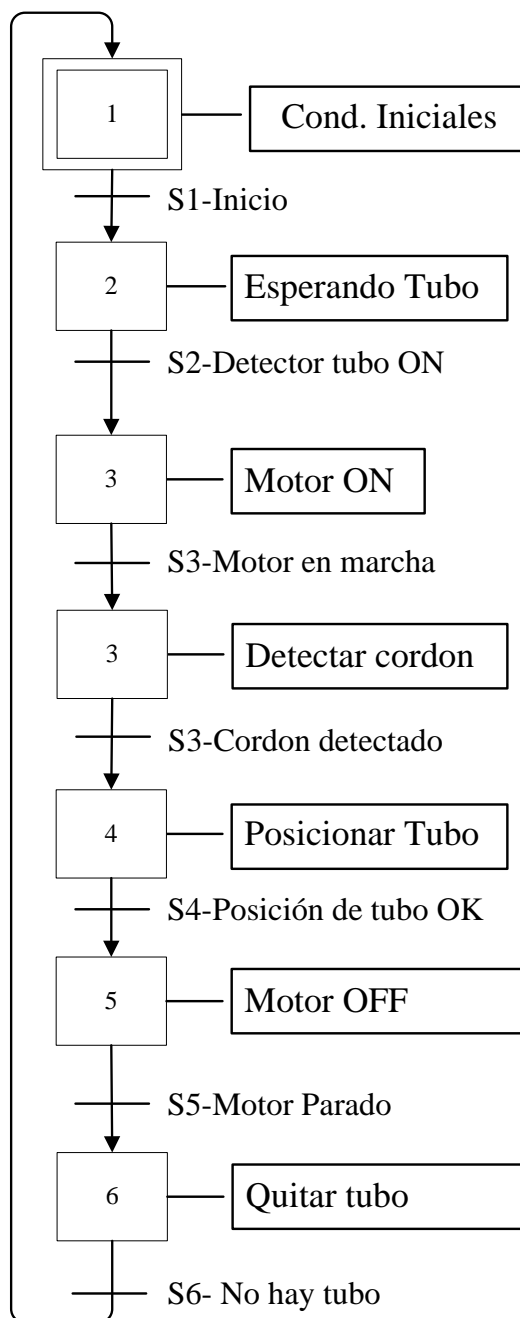 1
Cond. Iniciales
S1-Inicio
2
Esperando Tubo
S2-Detector tubo ON
3
Motor ON
S3-Motor en marcha
3
Detectar cordon
S3-Cordon detectado
4
Posicionar Tubo
S4-Posición de tubo OK
5
Motor OFF
S5-Motor Parado
6
Quitar tubo
S6- No hay tubo